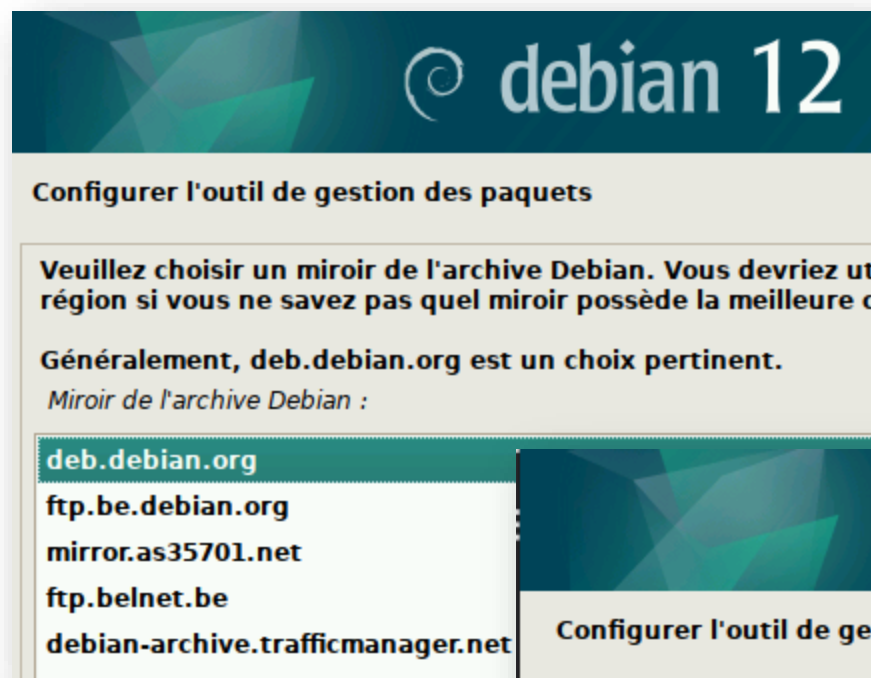 debian 12
Configurer l'outil de gestion des paquets
Veuillez choisir un miroir de l'archive Debian. Vous devriez ut
région si vous ne savez pas quel miroir possède la meilleure c
Généralement, deb.debian.org est un choix pertinent.
Miroir de l'archive Debian :
deb.debian.org
ftp.be.debian.org
mirror.as35701.net
ftp.belnet.be
debian-archive.trafficmanager.net
Configurer l'outil de ge